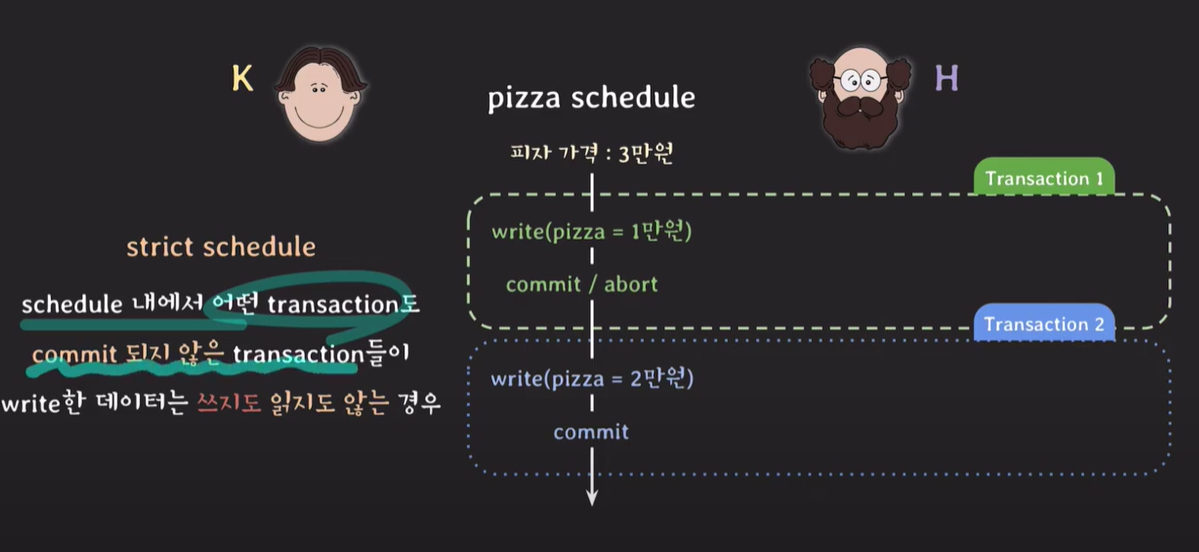 K
H
pizza schedule
피자 가격 : 3만원
Transaction 1
write(pizza = 1만원)
commit / abort
strict schedule
schedule 내에서 어떤 transaction도
commit 되지 않은 transaction들이
write한 데이터는 쓰지도 읽지도 않는 경우
Transaction 2
write(pizza = 2만원)
commit